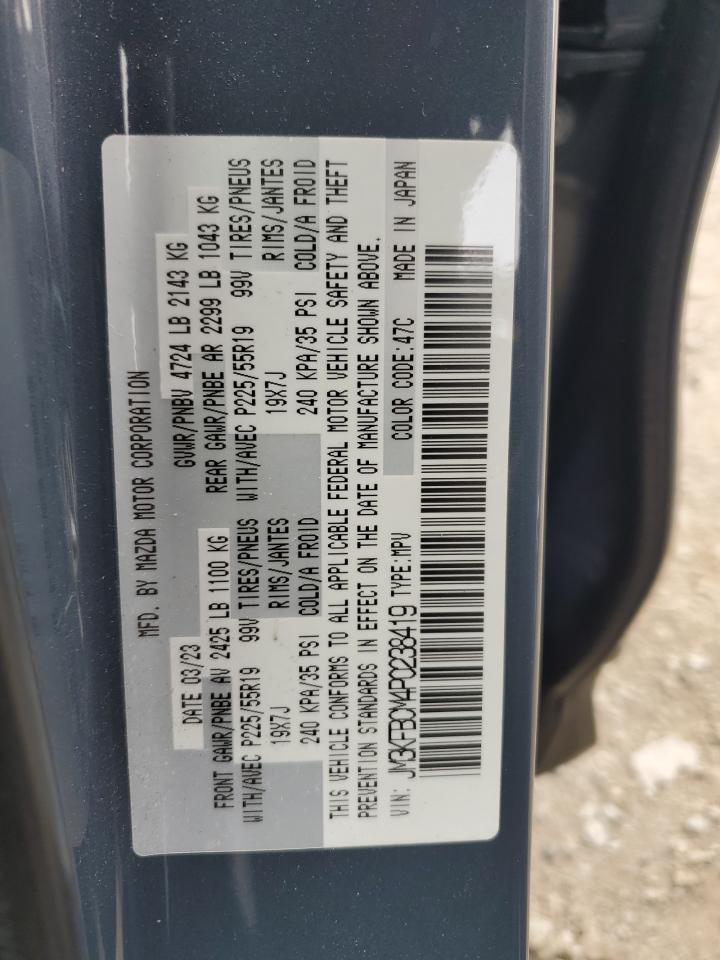 MFD. BY MAZDA MOTOR CORPORATION
DATE 03/23 GVWR/PNBV 4724 LB 2143 KG
FRONT GAWR/PNBE AV 2425 LB 1100 KG REAR GAWR/PNBE AR 2299 LB 1043 KG
WITH/AVEC P225/55R19 99V TIRES/PNEUS WITH/AVEC P225/55R19 99V TIRES/PNEUS
19X7J RIMS/JANTES 19X7J RIMS/JANTES
240 KPA/35 PSI COLD/A FROID 240 KPA/35 PSI COLD/A FROID
THIS VEHICLE CONFORMS TO ALL APPLICABLE FEDERAL MOTOR VEHICLE SAFETY AND THEFT
PREVENTION STANDARDS IN EFFECT ON THE DATE OF MANUFACTURE SHOWN ABOVE.
VIN: JM3KFBCM4P0238419 TYPE:MPV COLOR CODE:47C MADE IN JAPAN